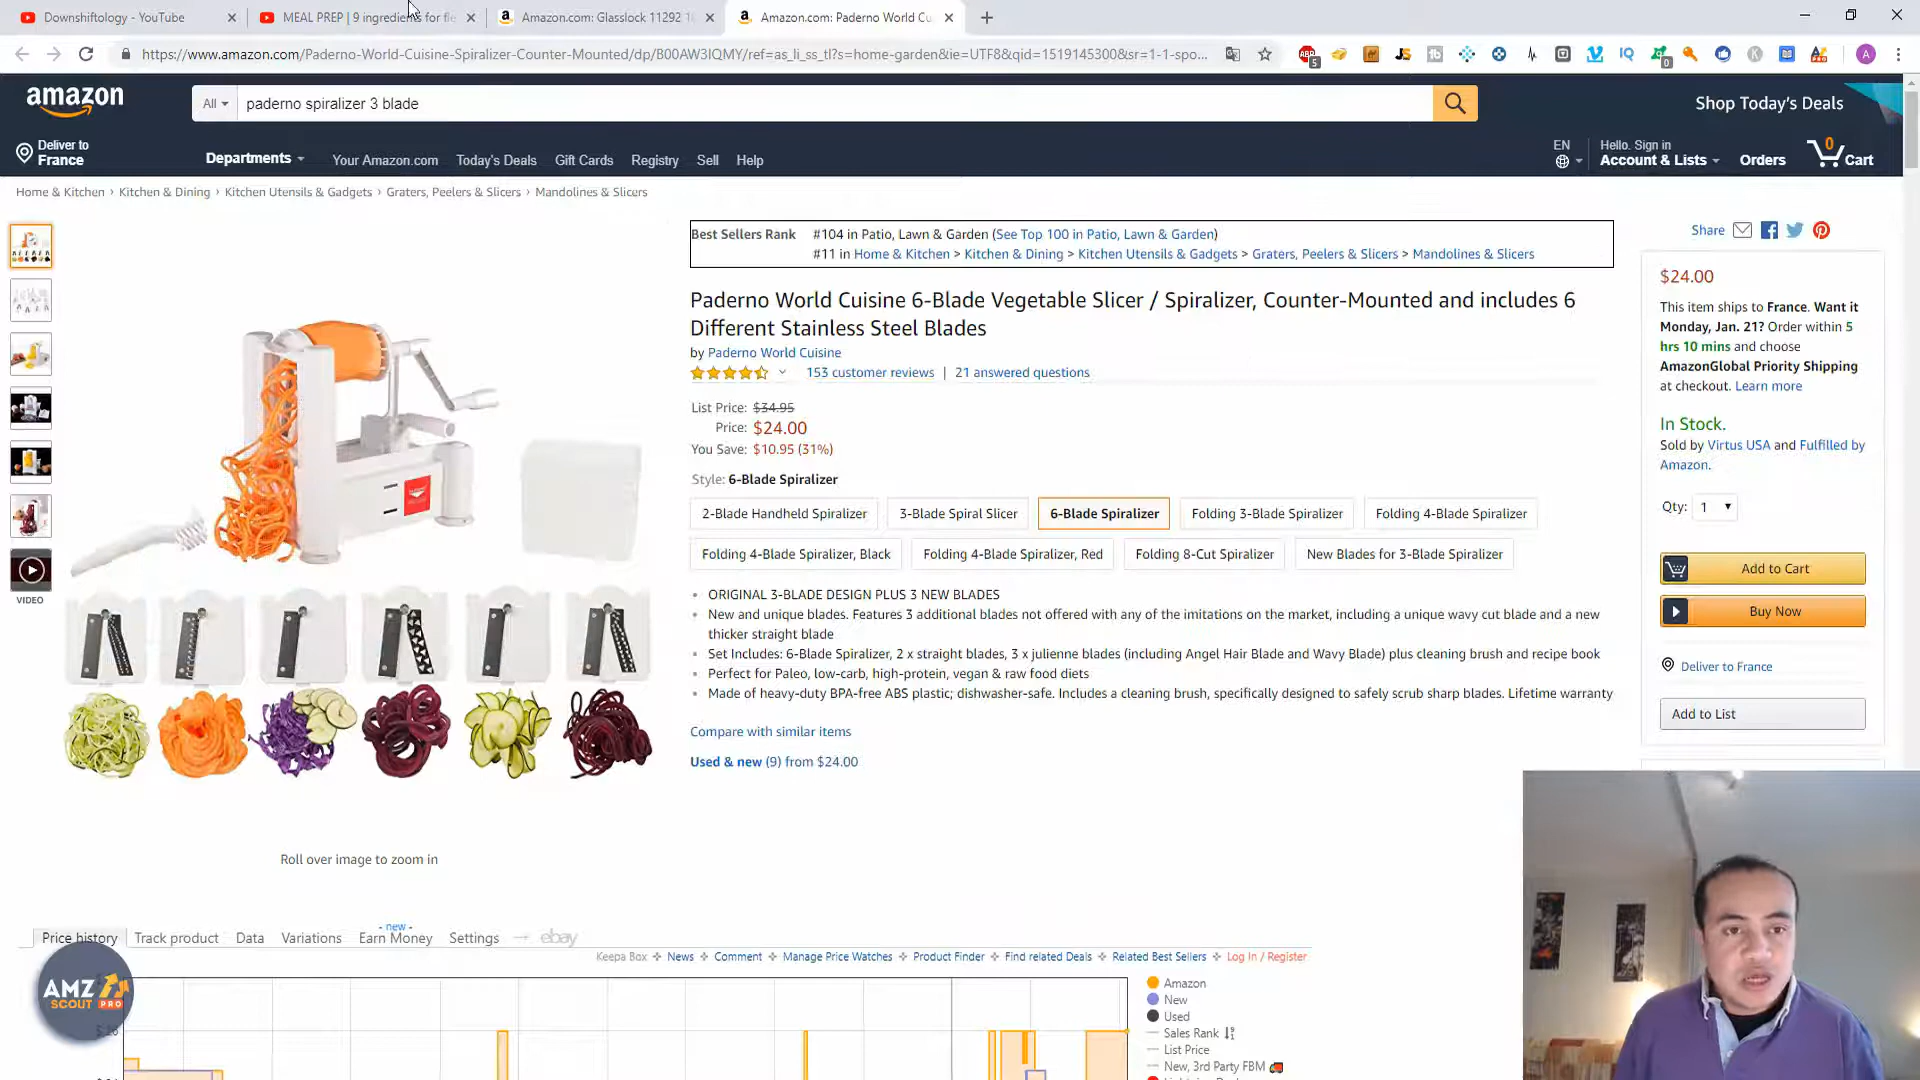 Downshiftology - YouTube
MEAL PREP | 9 ingredients for fle
Amazon.com: Glasslock 11292 1
Amazon.com: Paderno World Cu
https://www.amazon.com/Paderno-World-Cuisine-Spiralizer-Counter-Mounted/dp/B00AW3IQMY/ref=as_li_ss_tl?s=home-garden&ie=UTF8&qid=1519145300&sr=1-1-spo...
amazon
All
paderno spiralizer 3 blade
Shop Today's Deals
Deliver to
France
Departments
Your Amazon.com
Today's Deals
Gift Cards
Registry
Sell
Help
EN
Hello. Sign in
Account & Lists
Orders
0
Cart
Home & Kitchen › Kitchen & Dining › Kitchen Utensils & Gadgets › Graters, Peelers & Slicers › Mandolines & Slicers
Best Sellers Rank
#104 in Patio, Lawn & Garden (See Top 100 in Patio, Lawn & Garden)
#11 in Home & Kitchen > Kitchen & Dining > Kitchen Utensils & Gadgets > Graters, Peelers & Slicers > Mandolines & Slicers
Share
Paderno World Cuisine 6-Blade Vegetable Slicer / Spiralizer, Counter-Mounted and includes 6
Different Stainless Steel Blades
by Paderno World Cuisine
153 customer reviews | 21 answered questions
List Price: $34.95
Price: $24.00
You Save: $10.95 (31%)
Style: 6-Blade Spiralizer
2-Blade Handheld Spiralizer
3-Blade Spiral Slicer
6-Blade Spiralizer
Folding 3-Blade Spiralizer
Folding 4-Blade Spiralizer
Folding 4-Blade Spiralizer, Black
Folding 4-Blade Spiralizer, Red
Folding 8-Cut Spiralizer
New Blades for 3-Blade Spiralizer
ORIGINAL 3-BLADE DESIGN PLUS 3 NEW BLADES
New and unique blades. Features 3 additional blades not offered with any of the imitations on the market, including a unique wavy cut blade and a new
thicker straight blade
Set Includes: 6-Blade Spiralizer, 2 x straight blades, 3 x julienne blades (including Angel Hair Blade and Wavy Blade) plus cleaning brush and recipe book
Perfect for Paleo, low-carb, high-protein, vegan & raw food diets
Made of heavy-duty BPA-free ABS plastic; dishwasher-safe. Includes a cleaning brush, specifically designed to safely scrub sharp blades. Lifetime warranty
Compare with similar items
Used & new (9) from $24.00
$24.00
This item ships to France. Want it
Monday, Jan. 21? Order within 5
hrs 10 mins and choose
AmazonGlobal Priority Shipping
at checkout. Learn more
In Stock.
Sold by Virtus USA and Fulfilled by
Amazon.
Qty: 1
Add to Cart
Buy Now
Deliver to France
Add to List
VIDEO
Roll over image to zoom in
- new -
Price history
Track product
Data
Variations
Earn Money
Settings
ebay
Keepa Box
News
Comment
Manage Price Watches
Product Finder
Find related Deals
Related Best Sellers
Log In / Register
AMZ
SCOUT PRO
Amazon
New
Used
Sales Rank
List Price
New, 3rd Party FBM